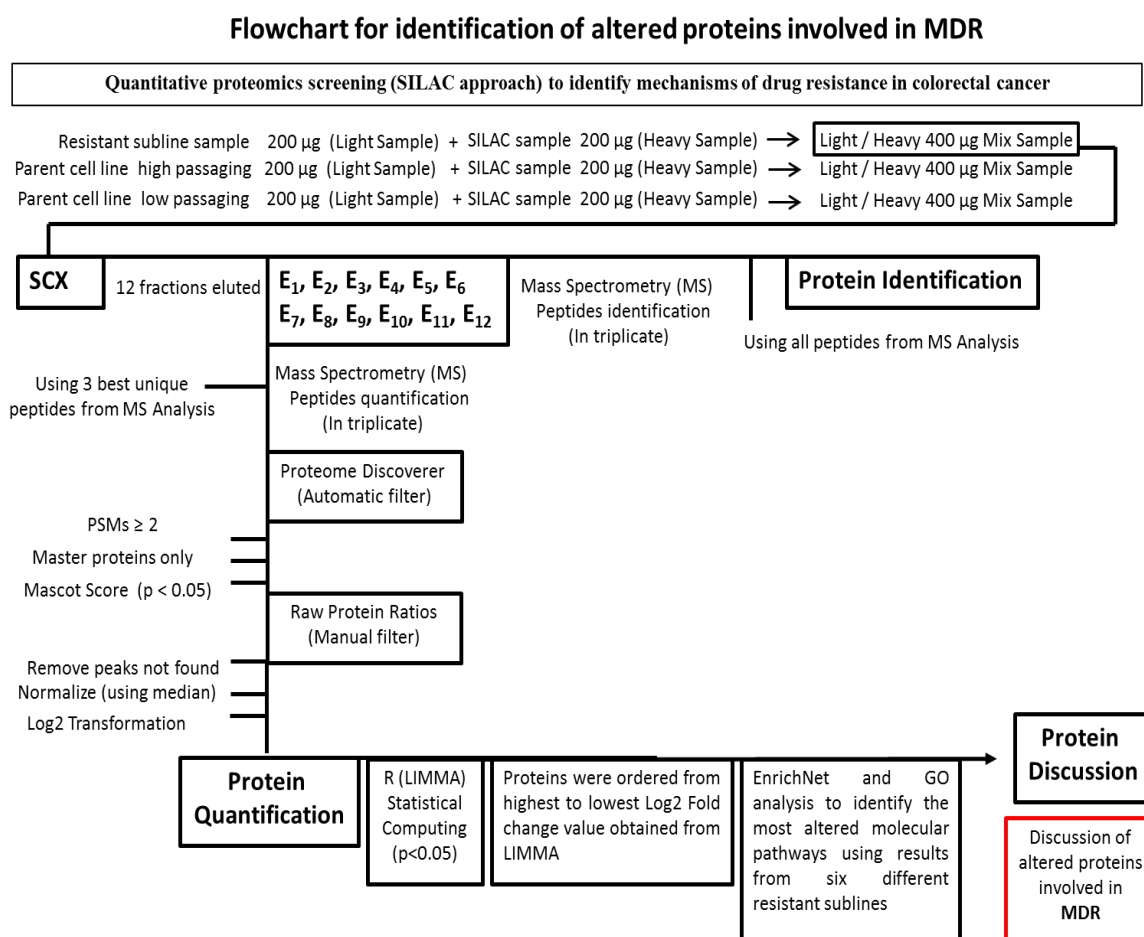 Flowchart for identification of altered proteins involved in MDR
Quantitative proteomics screening (SILAC approach) to identify mechanisms of drug resistance in colorectal cancer
Resistant subline sample 200 µg (Light Sample) + SILAC sample 200 µg (Heavy Sample) → Light / Heavy 400 µg Mix Sample
Parent cell line high passaging 200 µg (Light Sample) + SILAC sample 200 µg (Heavy Sample) → Light / Heavy 400 µg Mix Sample
Parent cell line low passaging 200 µg (Light Sample) + SILAC sample 200 µg (Heavy Sample) → Light / Heavy 400 µg Mix Sample
SCX
12 fractions eluted
E1, E2, E3, E4, E5, E6
E7, E8, E9, E10, E11, E12
Mass Spectrometry (MS)
Peptides identification
(In triplicate)
Protein Identification
Using all peptides from MS Analysis
Using 3 best unique
peptides from MS Analysis
Mass Spectrometry (MS)
Peptides quantification
(In triplicate)
Proteome Discoverer
(Automatic filter)
PSMs ≥ 2
Master proteins only
Mascot Score (p < 0.05)
Raw Protein Ratios
(Manual filter)
Remove peaks not found
Normalize (using median)
Log2 Transformation
Protein
Quantification
R (LIMMA)
Statistical
Computing
(p<0.05)
Proteins were ordered from
highest to lowest Log2 Fold
change value obtained from
LIMMA
EnrichNet and GO
analysis to identify the
most altered molecular
pathways using results
from six different
resistant sublines
Protein
Discussion
Discussion of
altered proteins
involved in
MDR